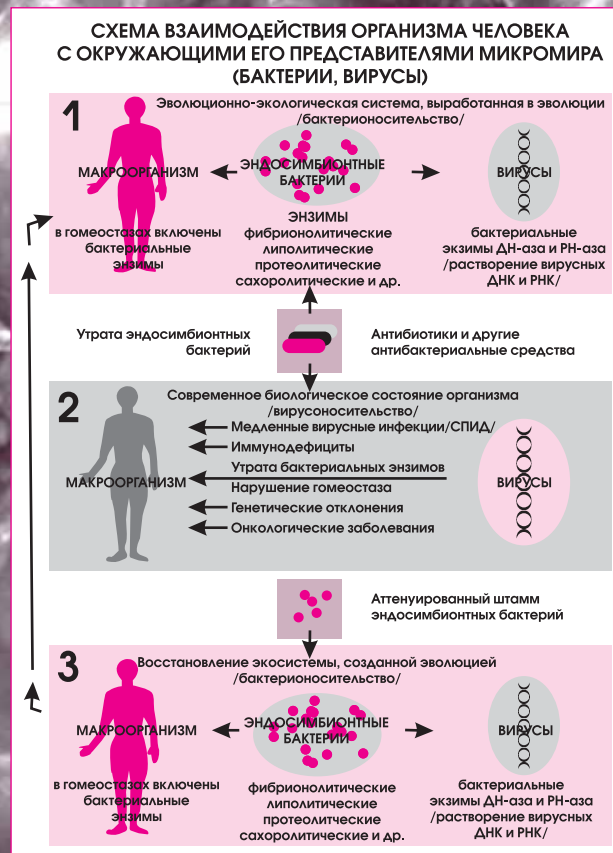 СХЕМА ВЗАИМОДЕЙСТВИЯ ОРГАНИЗМА ЧЕЛОВЕКА
С ОКРУЖАЮЩИМИ ЕГО ПРЕДСТАВИТЕЛЯМИ МИКРОМИРА
(БАКТЕРИИ, ВИРУСЫ)
1
Эволюционно-экологическая система, выработанная в эволюции
/бактерионосительство/
МАКРООРГАНИЗМ
ЭНДОСИМБИОНТНЫЕ
БАКТЕРИИ
ВИРУСЫ
в гомеостазах включены
бактериальные
энзимы
ЭНЗИМЫ
фибрионолитические
липолитические
протеолитические
сахоролитические и др.
бактериальные
экзимы ДН-аза и РН-аза
/растворение вирусных
ДНК и РНК/
Утрата эндосимбионтных
бактерий
Антибиотики и другие
антибактериальные средства
2
Современное биологическое состояние организма
/вирусоносительство/
Медленные вирусные инфекции/СПИД/
Иммунодефициты
Утрата бактериальных энзимов
МАКРООРГАНИЗМ
ВИРУСЫ
Нарушение гомеостаза
Генетические отклонения
Онкологические заболевания
Аттенуированный штамм
эндосимбионтных бактерий
3
Восстановление экосистемы, созданной эволюцией
/бактерионосительство/
МАКРООРГАНИЗМ
ЭНДОСИМБИОНТНЫЕ
БАКТЕРИИ
ВИРУСЫ
в гомеостазах включены
бактериальные
энзимы
фибрионолитические
липолитические
протеолитчские
сахоролитические и др.
бактериальные
экзимы ДН-аза и РН-аза
/растворение вирусных
ДНК и РНК/